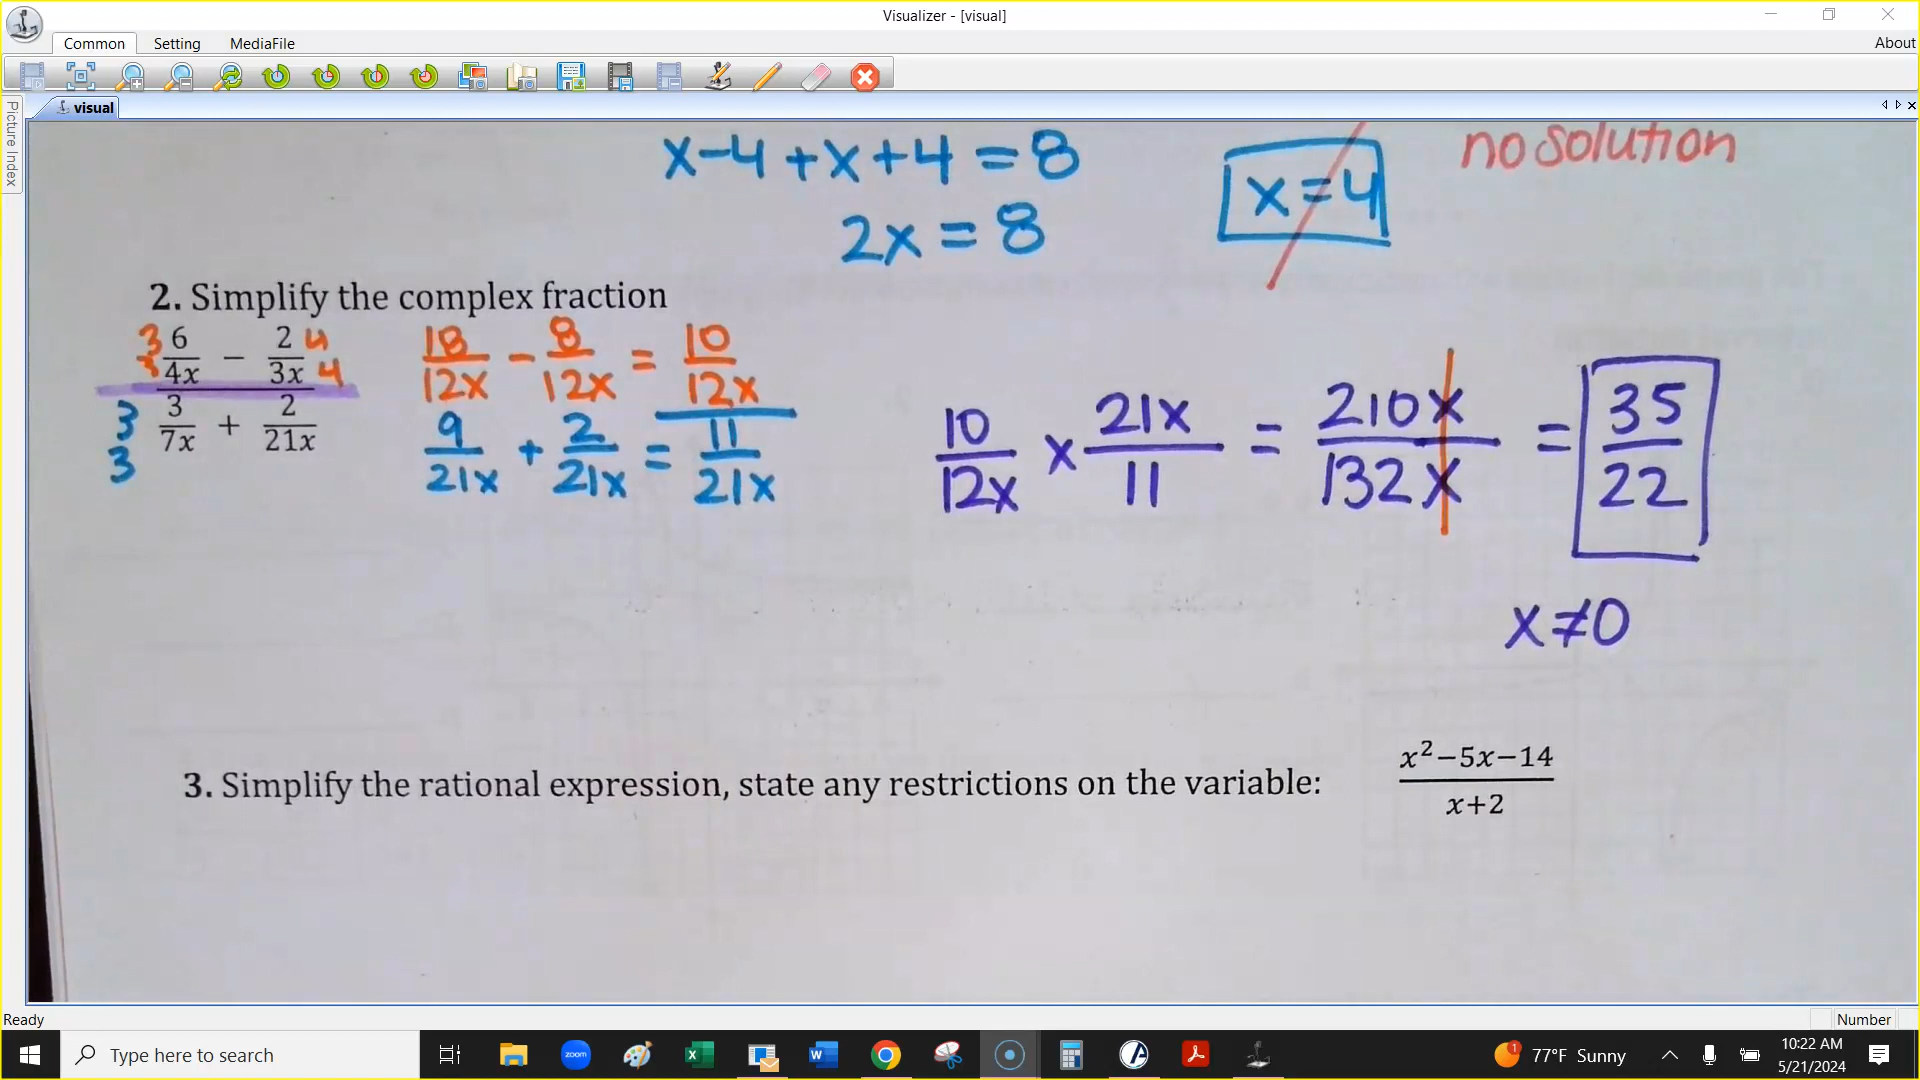 Visualizer - [visual]
Common Setting MediaFile About
Picture Index
visual
x-4+x+4=8
no solution
x=4
2x=8
2. Simplify the complex fraction
3 6/4x 3 - 2 4/3x 4
18/12x - 8/12x = 10/12x
3/3 3/7x + 2/21x
9/21x + 2/21x = 11/21x
10/12x x 21x/11 = 210x/132x = 35/22
x≠0
3. Simplify the rational expression, state any restrictions on the variable: x²−5x−14/x+2
Ready Number
Type here to search
zoom
1 77°F Sunny
10:22 AM
5/21/2024